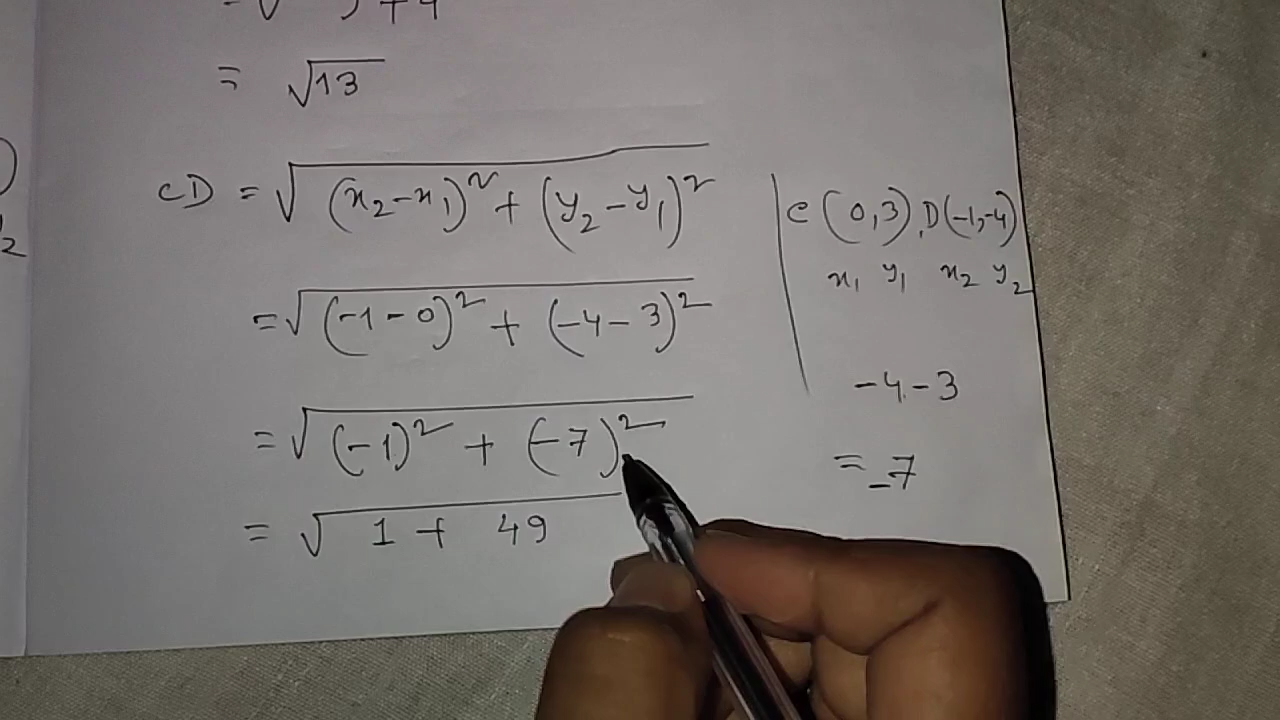 +4
= √13
CD = √(x₂-x₁)² + (y₂-y₁)²
C(0,3), D(-1,-4)
x₁ y₁ x₂ y₂
= √(-1-0)² + (-4-3)²
-4-3
= √(-1)² + (-7)²
= -7
= √1 + 49